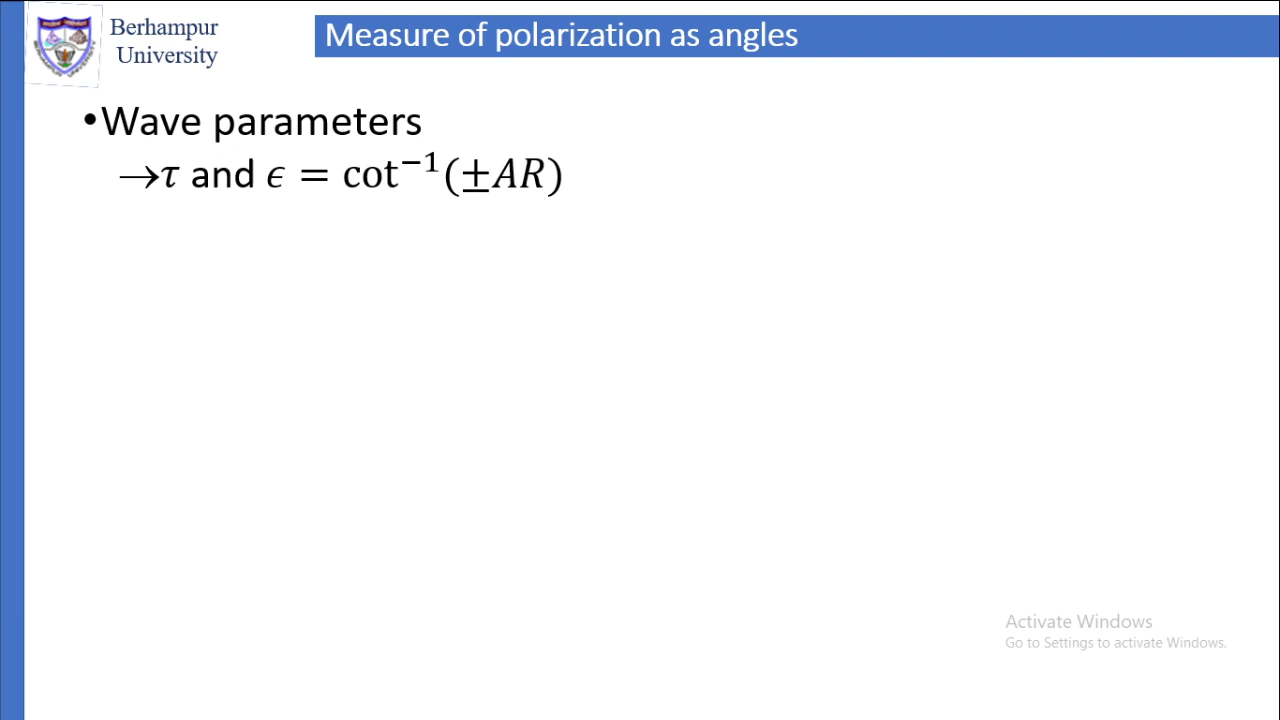 Berhampur
University
Measure of polarization as angles
•Wave parameters
→τ and ϵ = cot⁻¹(±AR)
Activate Windows
Go to Settings to activate Windows.